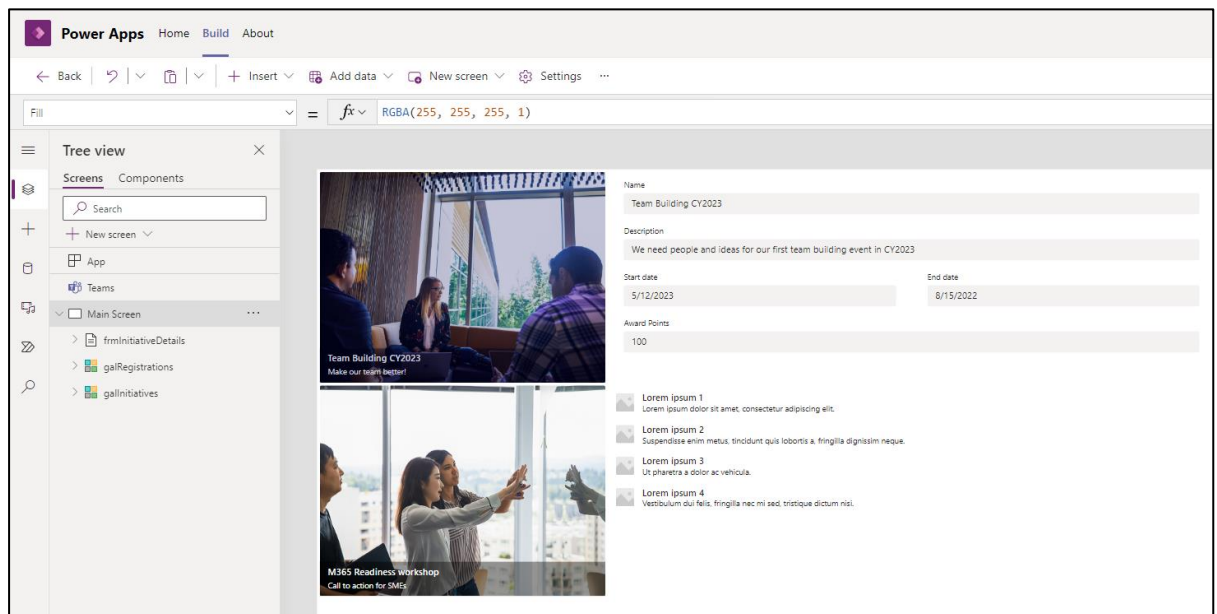 Power Apps Home Build About
Back Insert Add data New screen Settings ...
Fill = fx RGBA(255, 255, 255, 1)
Tree view
Screens Components
Search
New screen
App
Teams
Main Screen ...
frmInitiativeDetails
galRegistrations
galInitiatives
Team Building CY2023
Make our team better!
M365 Readiness workshop
Call to action for SMEs
Name
Team Building CY2023
Description
We need people and ideas for our first team building event in CY2023
Start date End date
5/12/2023 8/15/2022
Award Points
100
Lorem ipsum 1
Lorem ipsum dolor sit amet, consectetur adipiscing elit.
Lorem ipsum 2
Suspendisse enim metus, tincidunt quis lobortis a, fringilla dignissim neque.
Lorem ipsum 3
Ut pharetra a dolor ac vehicula.
Lorem ipsum 4
Vestibulum dui felis, fringilla nec mi sed, tristique dictum nisi.